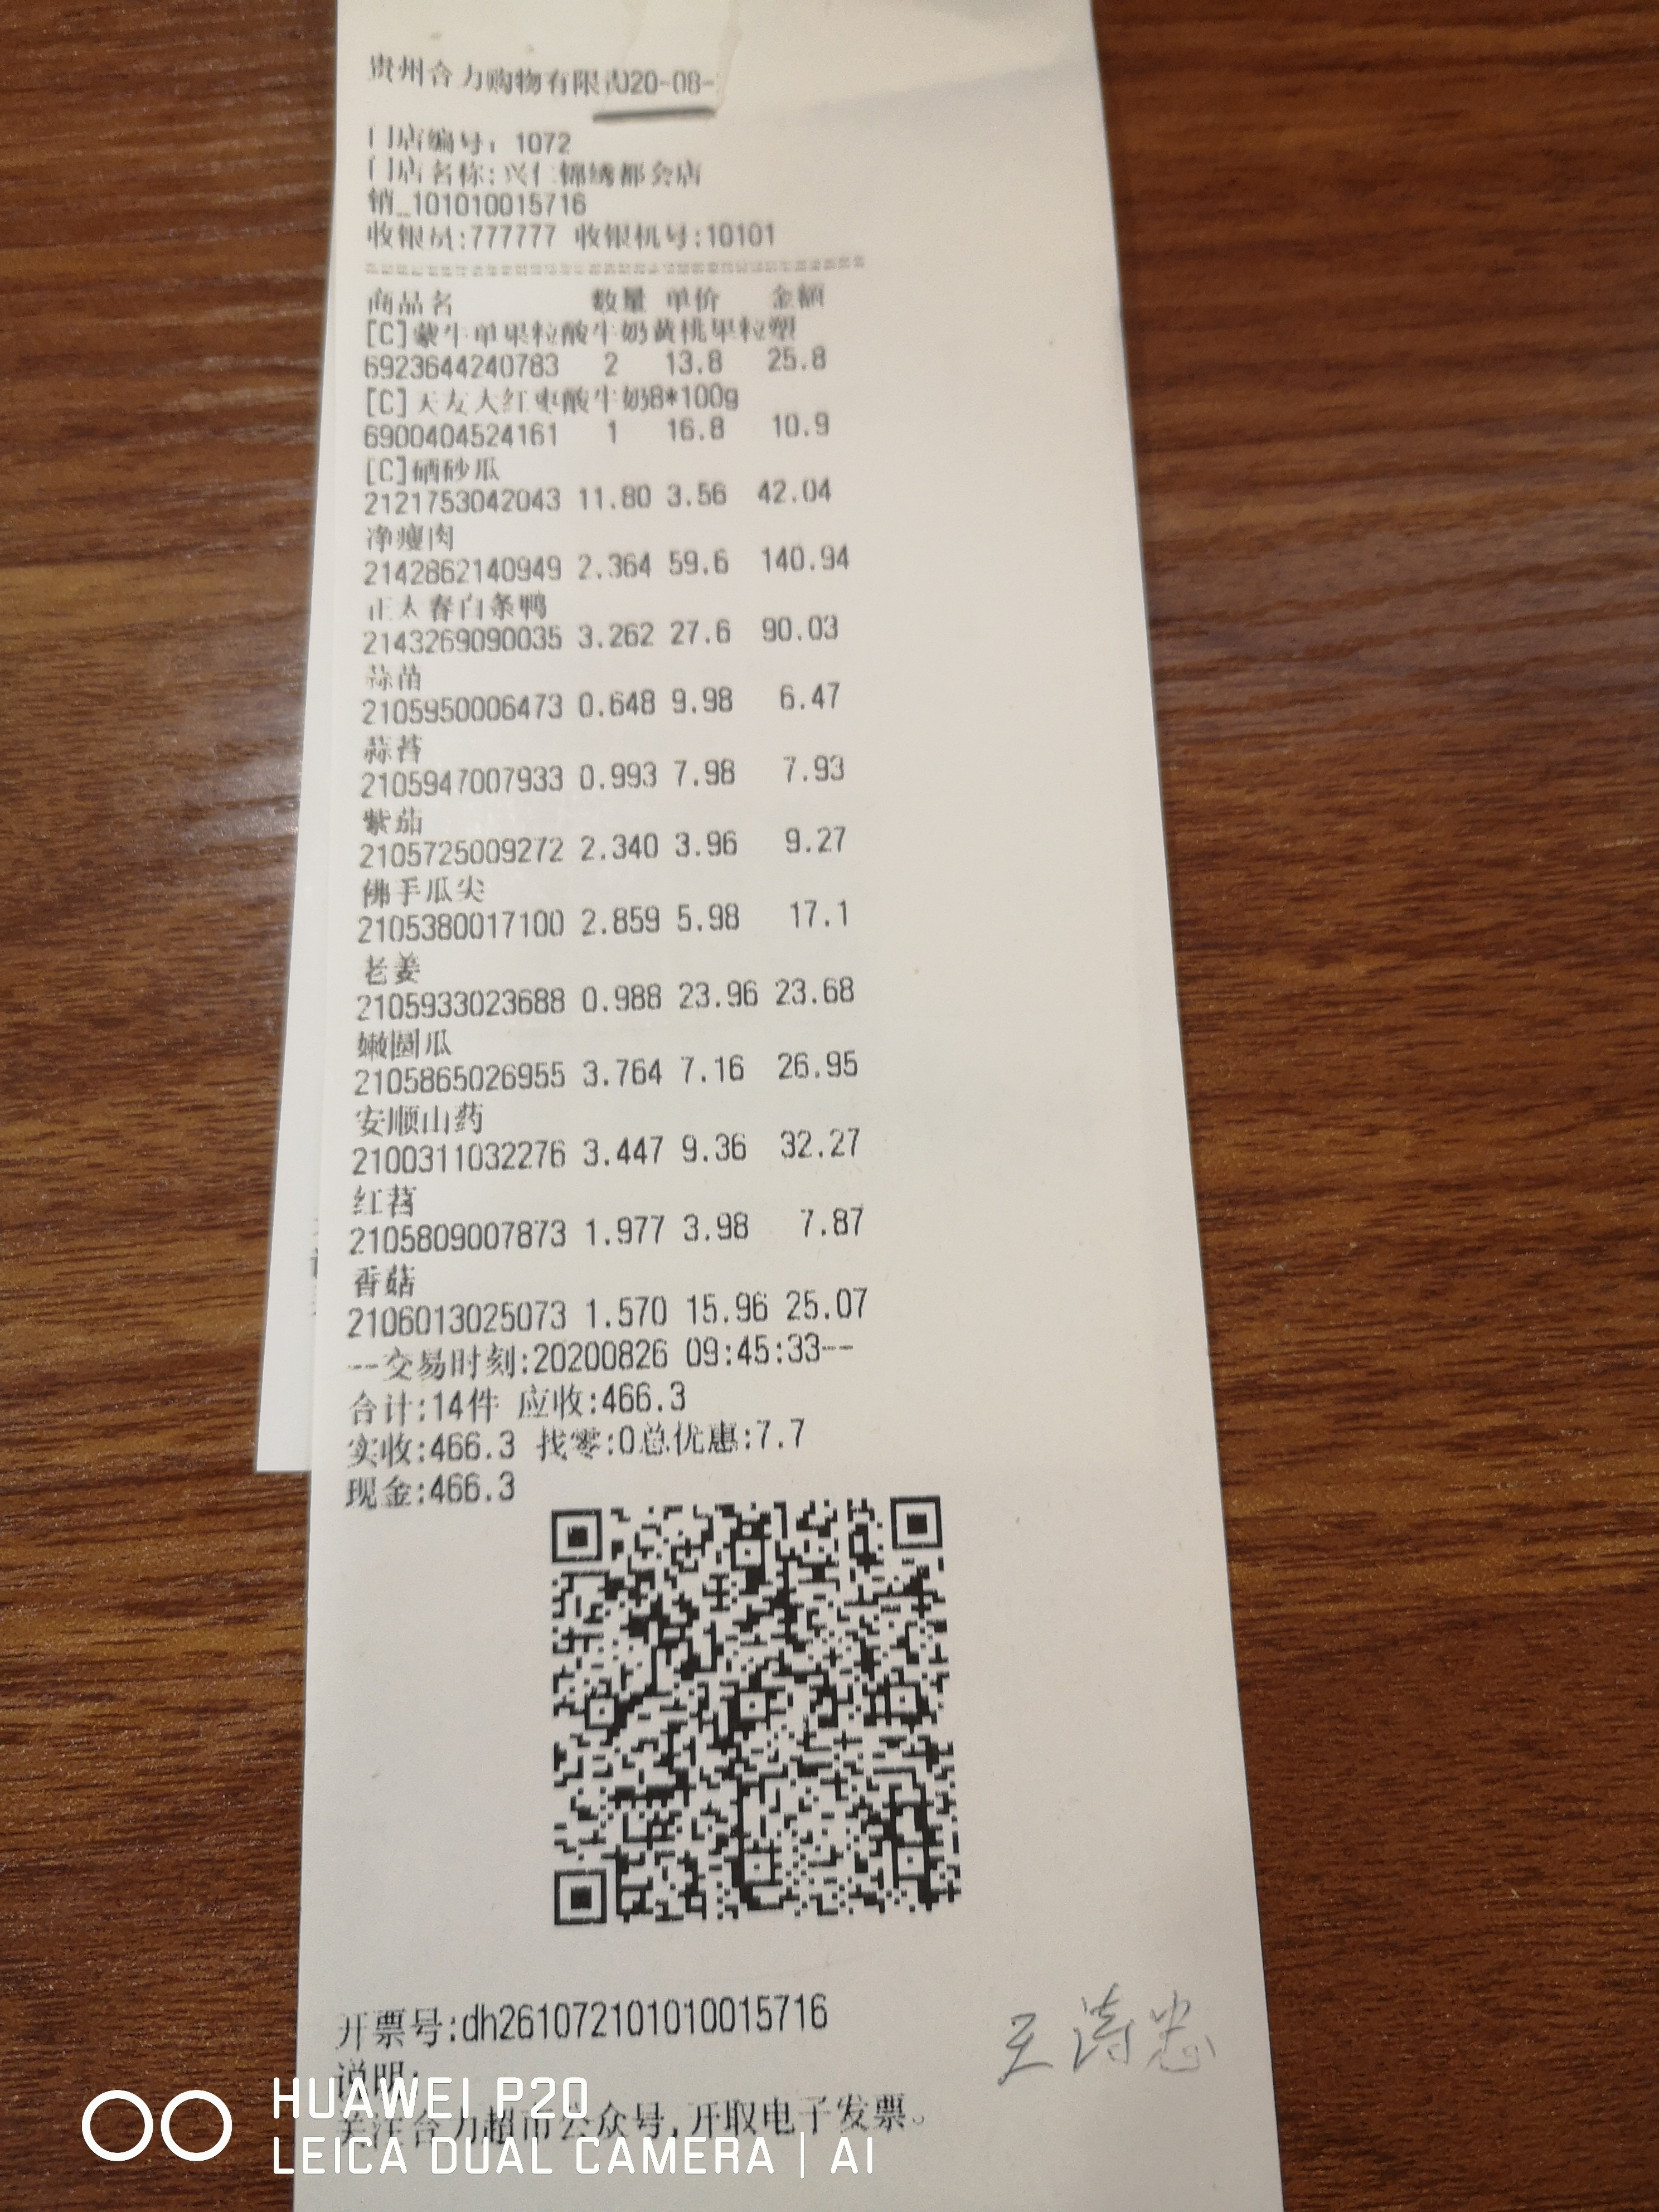 贵州合力购物有限
020-08-
门店编号: 1072
门店名称:兴仁锦绣都会店
销_101010015716
收银员:777777 收银机号:10101
商品名 数量 单价 金额
[C]蒙牛单果粒酸牛奶黄桃果粒塑
6923644240783 2 13.8 25.8
[C]天友大红枣酸牛奶8*100g
6900404524161 1 16.8 10.9
[C]硒砂瓜
2121753042043 11.80 3.56 42.04
净瘦肉
2142862140949 2.364 59.6 140.94
正大春白条鸭
2143269090035 3.262 27.6 90.03
蒜苗
2105950006473 0.648 9.98 6.47
蒜苔
2105947007933 0.993 7.98 7.93
紫茄
2105725009272 2.340 3.96 9.27
佛手瓜尖
2105380017100 2.859 5.98 17.1
老姜
2105933023688 0.988 23.96 23.68
嫩圆瓜
2105865026955 3.764 7.16 26.95
安顺山药
2100311032276 3.447 9.36 32.27
红苕
2105809007873 1.977 3.98 7.87
香菇
2106013025073 1.570 15.96 25.07
--交易时刻:20200826 09:45:33--
合计:14件 应收:466.3
实收:466.3 找零:0总优惠:7.7
现金:466.3
开票号:dh261072101010015716
说明:
关注合力超市公众号,开取电子发票。
HUAWEI P20
LEICA DUAL CAMERA | AI